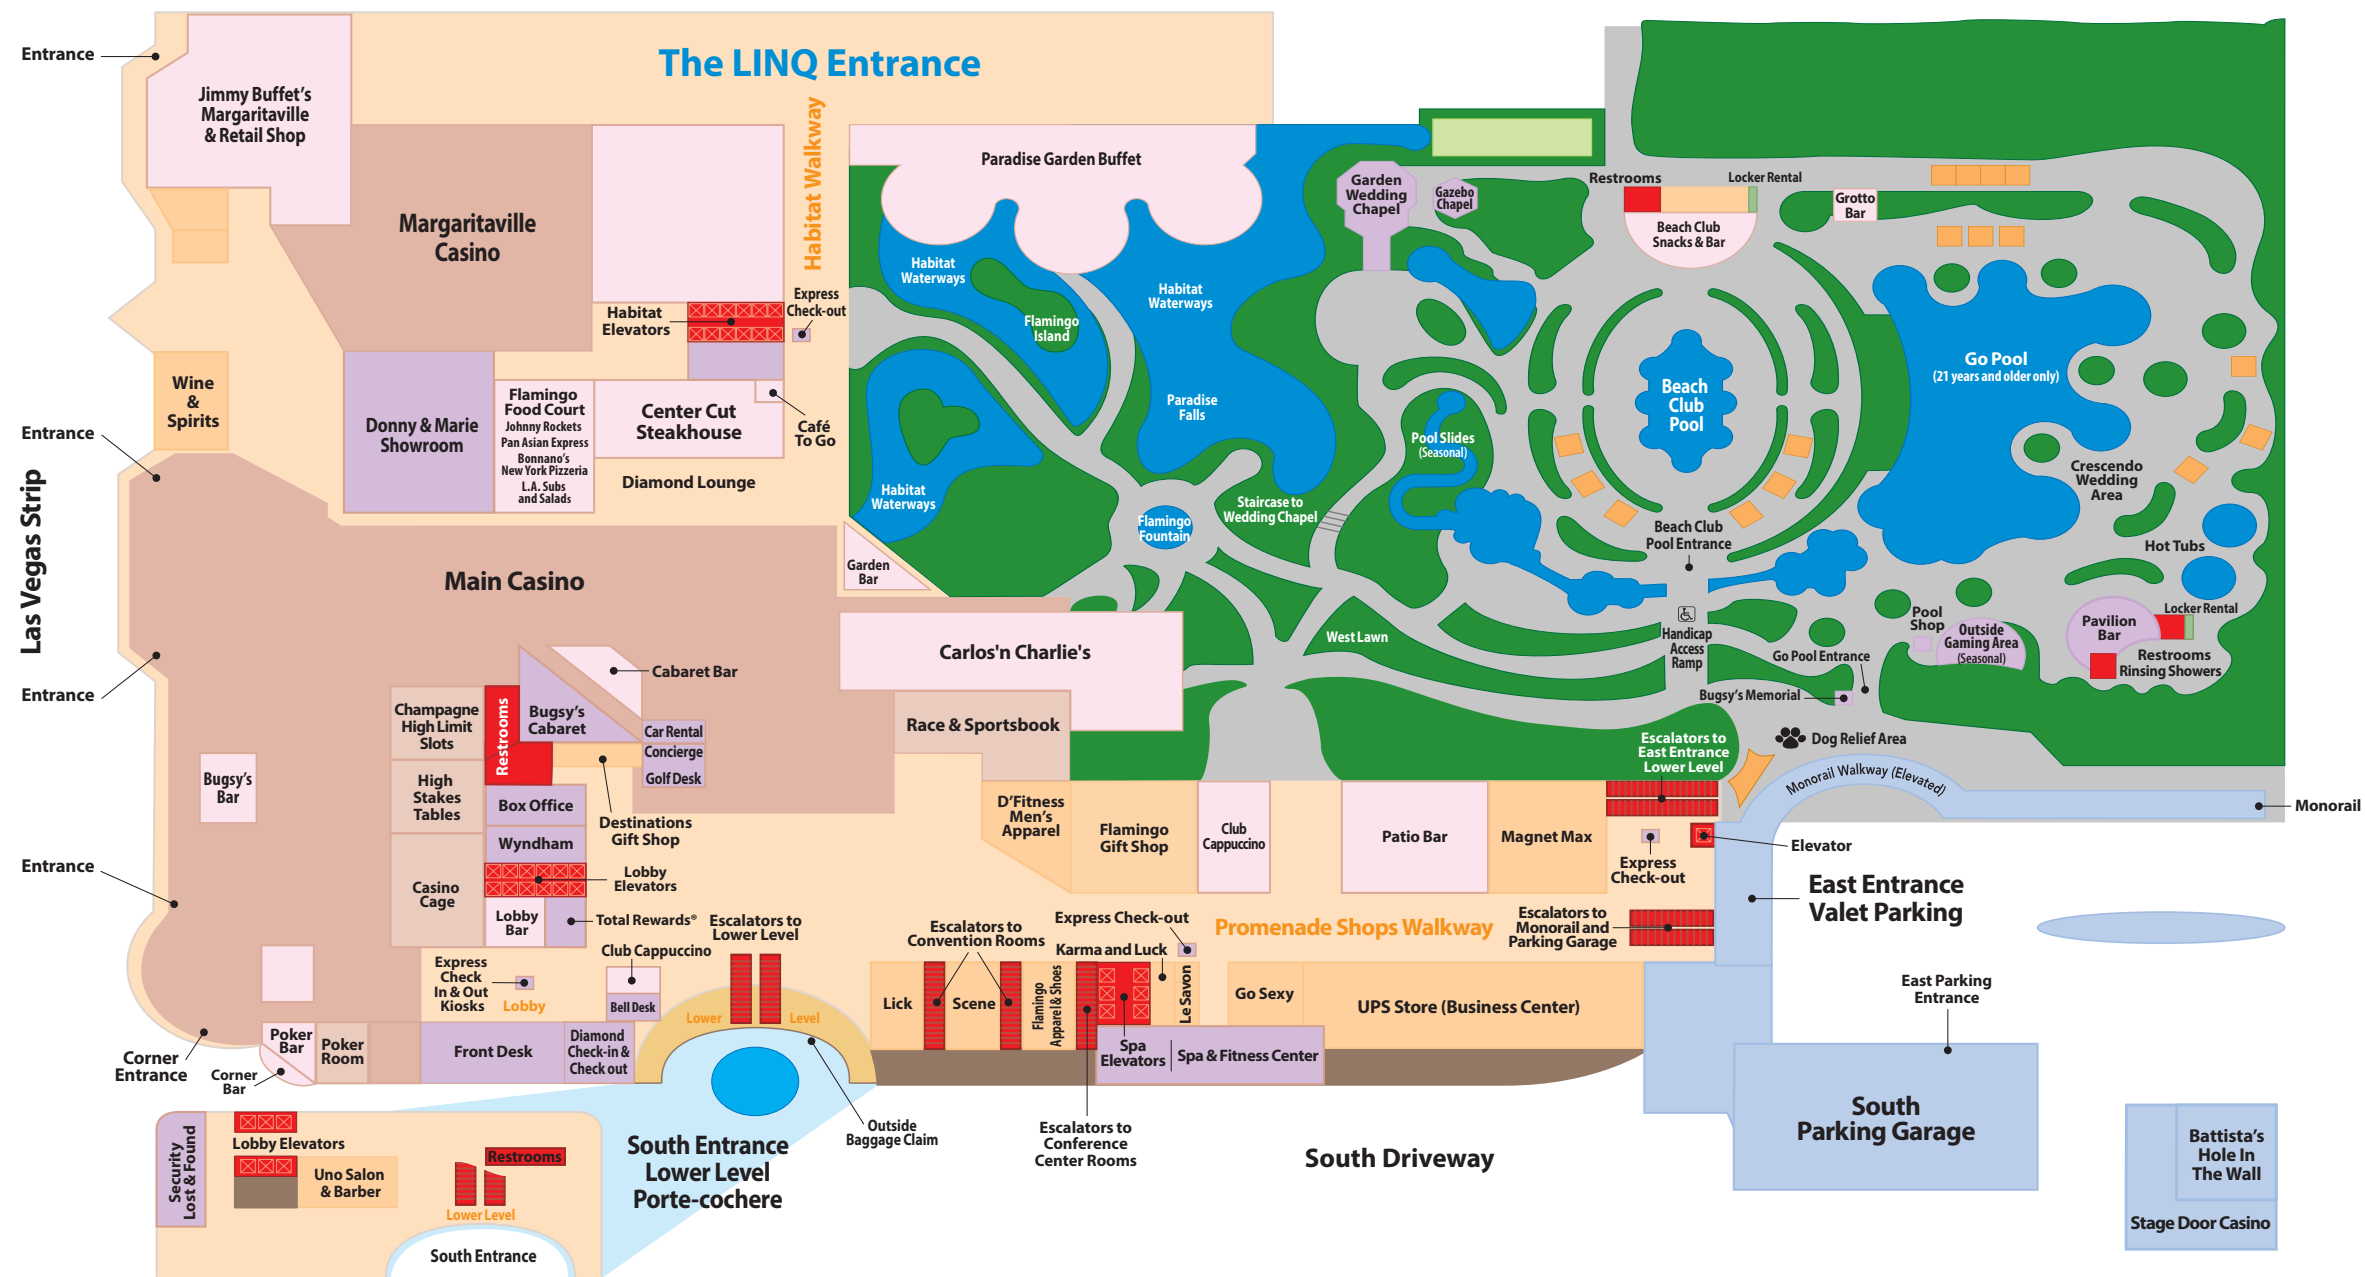 Entrance
Jimmy Buffet's
Margaritaville
& Retail Shop
The LINQ Entrance
Habitat Walkway
Margaritaville
Casino
Habitat
Elevators
Express
Check-out
Wine
&
Spirits
Entrance
Las Vegas Strip
Donny & Marie
Showroom
Flamingo
Food Court
Johnny Rockets
Pan Asian Express
Bonnano's
New York Pizzeria
L.A. Subs
and Salads
Center Cut
Steakhouse
Café
To Go
Diamond Lounge
Paradise Garden Buffet
Habitat
Waterways
Flamingo
Island
Habitat
Waterways
Paradise
Falls
Habitat
Waterways
Flamingo
Fountain
Staircase to
Wedding Chapel
Garden
Wedding
Chapel
Gazebo
Chapel
Restrooms
Locker Rental
Beach Club
Snacks & Bar
Grotto
Bar
Go Pool
(21 years and older only)
Beach
Club
Pool
Pool Slides
(Seasonal)
Crescendo
Wedding
Area
Hot Tubs
Beach Club
Pool Entrance
Handicap
Access
Ramp
West Lawn
Pool
Shop
Outside
Gaming Area
(Seasonal)
Pavilion
Bar
Locker Rental
Restrooms
Rinsing Showers
Go Pool Entrance
Bugsy's Memorial
Dog Relief Area
Monorail Walkway (Elevated)
Monorail
Garden
Bar
Main Casino
Entrance
Carlos'n Charlie's
Cabaret Bar
Champagne
High Limit
Slots
Restrooms
Bugsy's
Cabaret
Car Rental
Concierge
Golf Desk
Race & Sportsbook
Bugsy's
Bar
High
Stakes
Tables
Box Office
Destinations
Gift Shop
Wyndham
Entrance
Casino
Cage
Lobby
Elevators
Lobby
Bar
Total Rewards®
D'Fitness
Men's
Apparel
Flamingo
Gift Shop
Club
Cappuccino
Patio Bar
Magnet Max
Escalators to
East Entrance
Lower Level
Express
Check-out
Elevator
East Entrance
Valet Parking
Escalators to
Lower Level
Club Cappuccino
Escalators to
Convention Rooms
Express Check-out
Karma and Luck
Promenade Shops Walkway
Escalators to
Monorail and
Parking Garage
Express
Check
In & Out
Kiosks
Lobby
Bell Desk
Lower
Level
Lick
Scene
Flamingo
Apparel & Shoes
Le Savon
Go Sexy
UPS Store (Business Center)
East Parking
Entrance
Corner
Entrance
Poker
Bar
Corner
Bar
Poker
Room
Front Desk
Diamond
Check-in &
Check out
Spa
Elevators
Spa & Fitness Center
Outside
Baggage Claim
Escalators to
Conference
Center Rooms
South Driveway
South
Parking Garage
Battista's
Hole In
The Wall
Stage Door Casino
Security
Lost & Found
Lobby Elevators
Uno Salon
& Barber
Restrooms
Lower Level
South Entrance
South Entrance
Lower Level
Porte-cochere